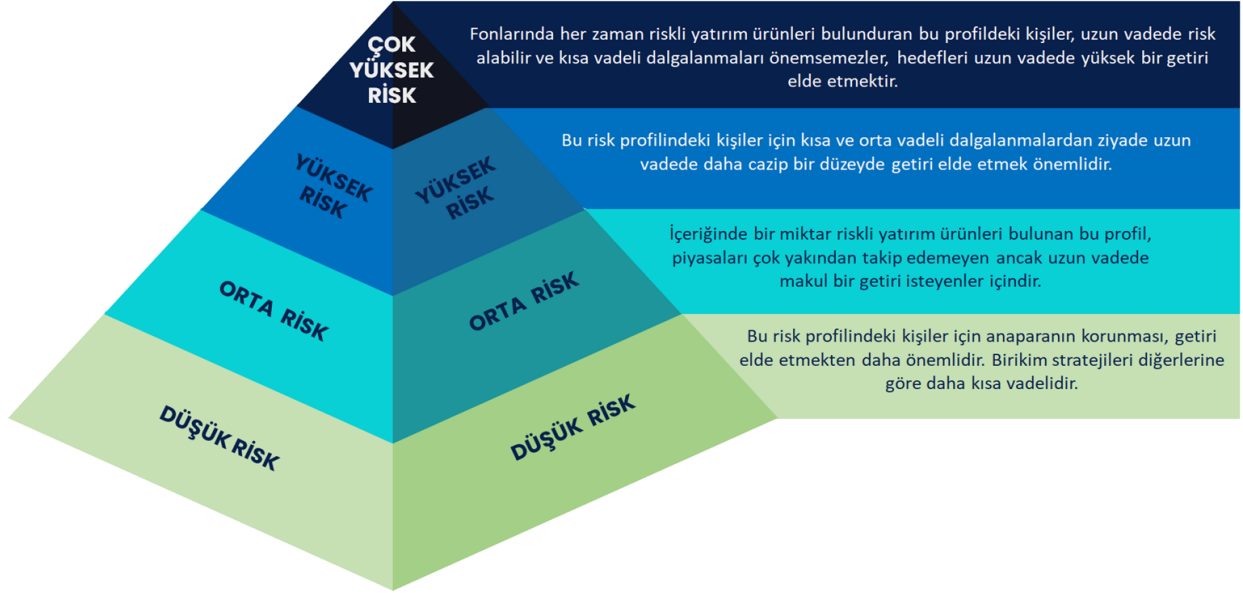 ÇOK
YÜKSEK
RİSK
Fonlarında her zaman riskli yatırım ürünleri bulunduran bu profildeki kişiler, uzun vadede risk
alabilir ve kısa vadeli dalgalanmaları önemsemezler, hedefleri uzun vadede yüksek bir getiri
elde etmektir.
YÜKSEK
RİSK
YÜKSEK
RİSK
Bu risk profilindeki kişiler için kısa ve orta vadeli dalgalanmalardan ziyade uzun
vadede daha cazip bir düzeyde getiri elde etmek önemlidir.
ORTA RİSK
ORTA RİSK
İçeriğinde bir miktar riskli yatırım ürünleri bulunan bu profil,
piyasaları çok yakından takip edemeyen ancak uzun vadede
makul bir getiri isteyenler içindir.
DÜŞÜK RİSK
DÜŞÜK RİSK
Bu risk profilindeki kişiler için anaparanın korunması, getiri
elde etmekten daha önemlidir. Birikim stratejileri diğerlerine
göre daha kısa vadelidir.